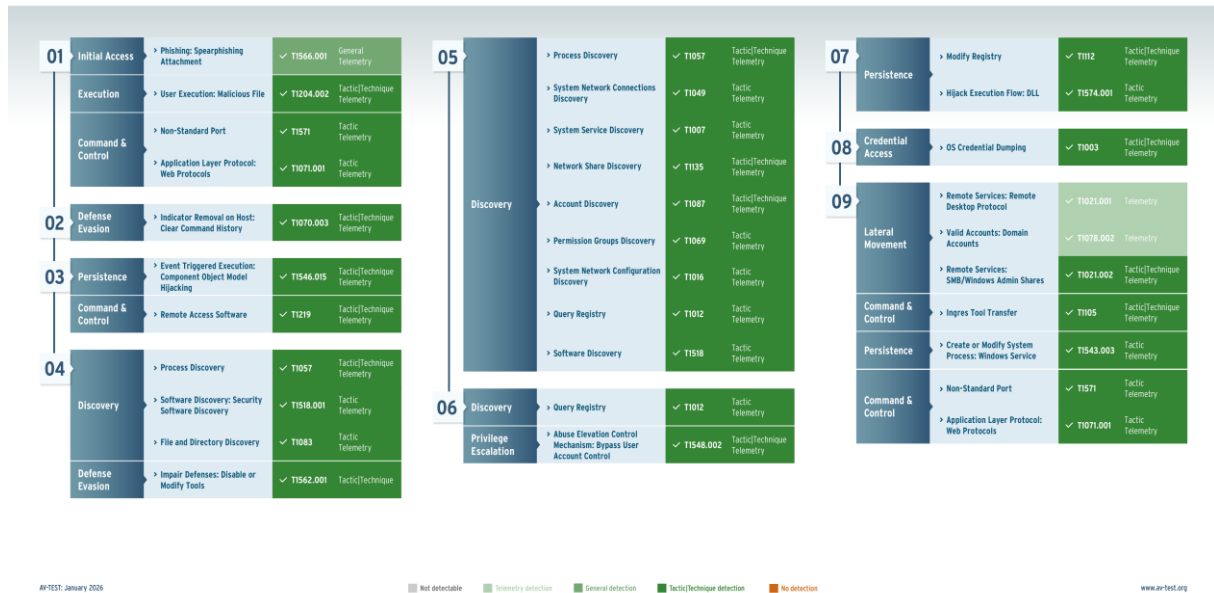 01
Initial Access
> Phishing: Spearphishing
Attachment
✓ T1566.001
General
Telemetry
Execution
> User Execution: Malicious File
✓ T1204.002
Tactic|Technique
Telemetry
Command &
Control
> Non-Standard Port
✓ T1571
Tactic
Telemetry
> Application Layer Protocol:
Web Protocols
✓ T1071.001
Tactic
Telemetry
02
Defense
Evasion
> Indicator Removal on Host:
Clear Command History
✓ T1070.003
Tactic|Technique
Telemetry
03
Persistence
> Event Triggered Execution:
Component Object Model
Hijacking
✓ T1546.015
Tactic|Technique
Telemetry
Command &
Control
> Remote Access Software
✓ T1219
Tactic|Technique
Telemetry
04
Discovery
> Process Discovery
✓ T1057
Tactic|Technique
Telemetry
> Software Discovery: Security
Software Discovery
✓ T1518.001
Tactic
Telemetry
> File and Directory Discovery
✓ T1083
Tactic
Telemetry
Defense
Evasion
> Impair Defenses: Disable or
Modify Tools
✓ T1562.001
Tactic|Technique
05
Discovery
> Process Discovery
✓ T1057
Tactic|Technique
Telemetry
> System Network Connections
Discovery
✓ T1049
Tactic
Telemetry
> System Service Discovery
✓ T1007
Tactic
Telemetry
> Network Share Discovery
✓ T1135
Tactic|Technique
Telemetry
> Account Discovery
✓ T1087
Tactic|Technique
Telemetry
> Permission Groups Discovery
✓ T1069
Tactic
Telemetry
> System Network Configuration
Discovery
✓ T1016
Tactic
Telemetry
> Query Registry
✓ T1012
Tactic
Telemetry
> Software Discovery
✓ T1518
Tactic
Telemetry
06
Discovery
> Query Registry
✓ T1012
Tactic
Telemetry
Privilege
Escalation
> Abuse Elevation Control
Mechanism: Bypass User
Account Control
✓ T1548.002
Tactic|Technique
Telemetry
07
Persistence
> Modify Registry
✓ T1112
Tactic|Technique
Telemetry
> Hijack Execution Flow: DLL
✓ T1574.001
Tactic|Technique
Telemetry
08
Credential
Access
> OS Credential Dumping
✓ T1003
Tactic|Technique
Telemetry
09
Lateral
Movement
> Remote Services: Remote
Desktop Protocol
✓ T1021.001
Telemetry
> Valid Accounts: Domain
Accounts
✓ T1078.002
Telemetry
> Remote Services:
SMB/Windows Admin Shares
✓ T1021.002
Tactic|Technique
Telemetry
Command &
Control
> Ingres Tool Transfer
✓ T1105
Tactic|Technique
Telemetry
Persistence
> Create or Modify System
Process: Windows Service
✓ T1543.003
Tactic|Technique
Telemetry
Command &
Control
> Non-Standard Port
✓ T1571
Tactic
Telemetry
> Application Layer Protocol:
Web Protocols
✓ T1071.001
Tactic
Telemetry
AV-TEST: January 2026
Not detectable
Telemetry detection
General detection
Tactic|Technique detection
No detection
www.av-test.org